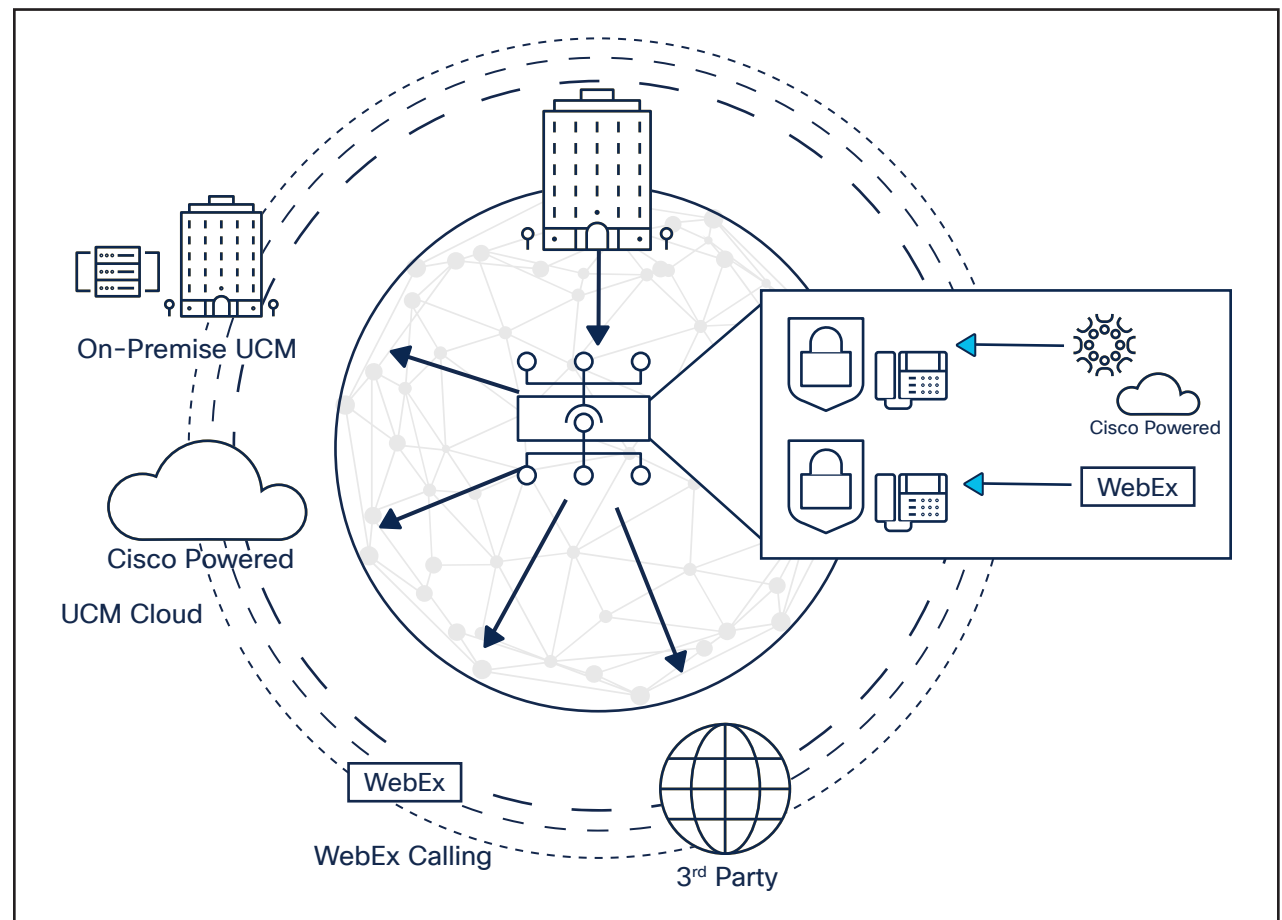 On-Premise UCM
Cisco Powered
UCM Cloud
WebEx
WebEx Calling
3rd Party
Cisco Powered
WebEx